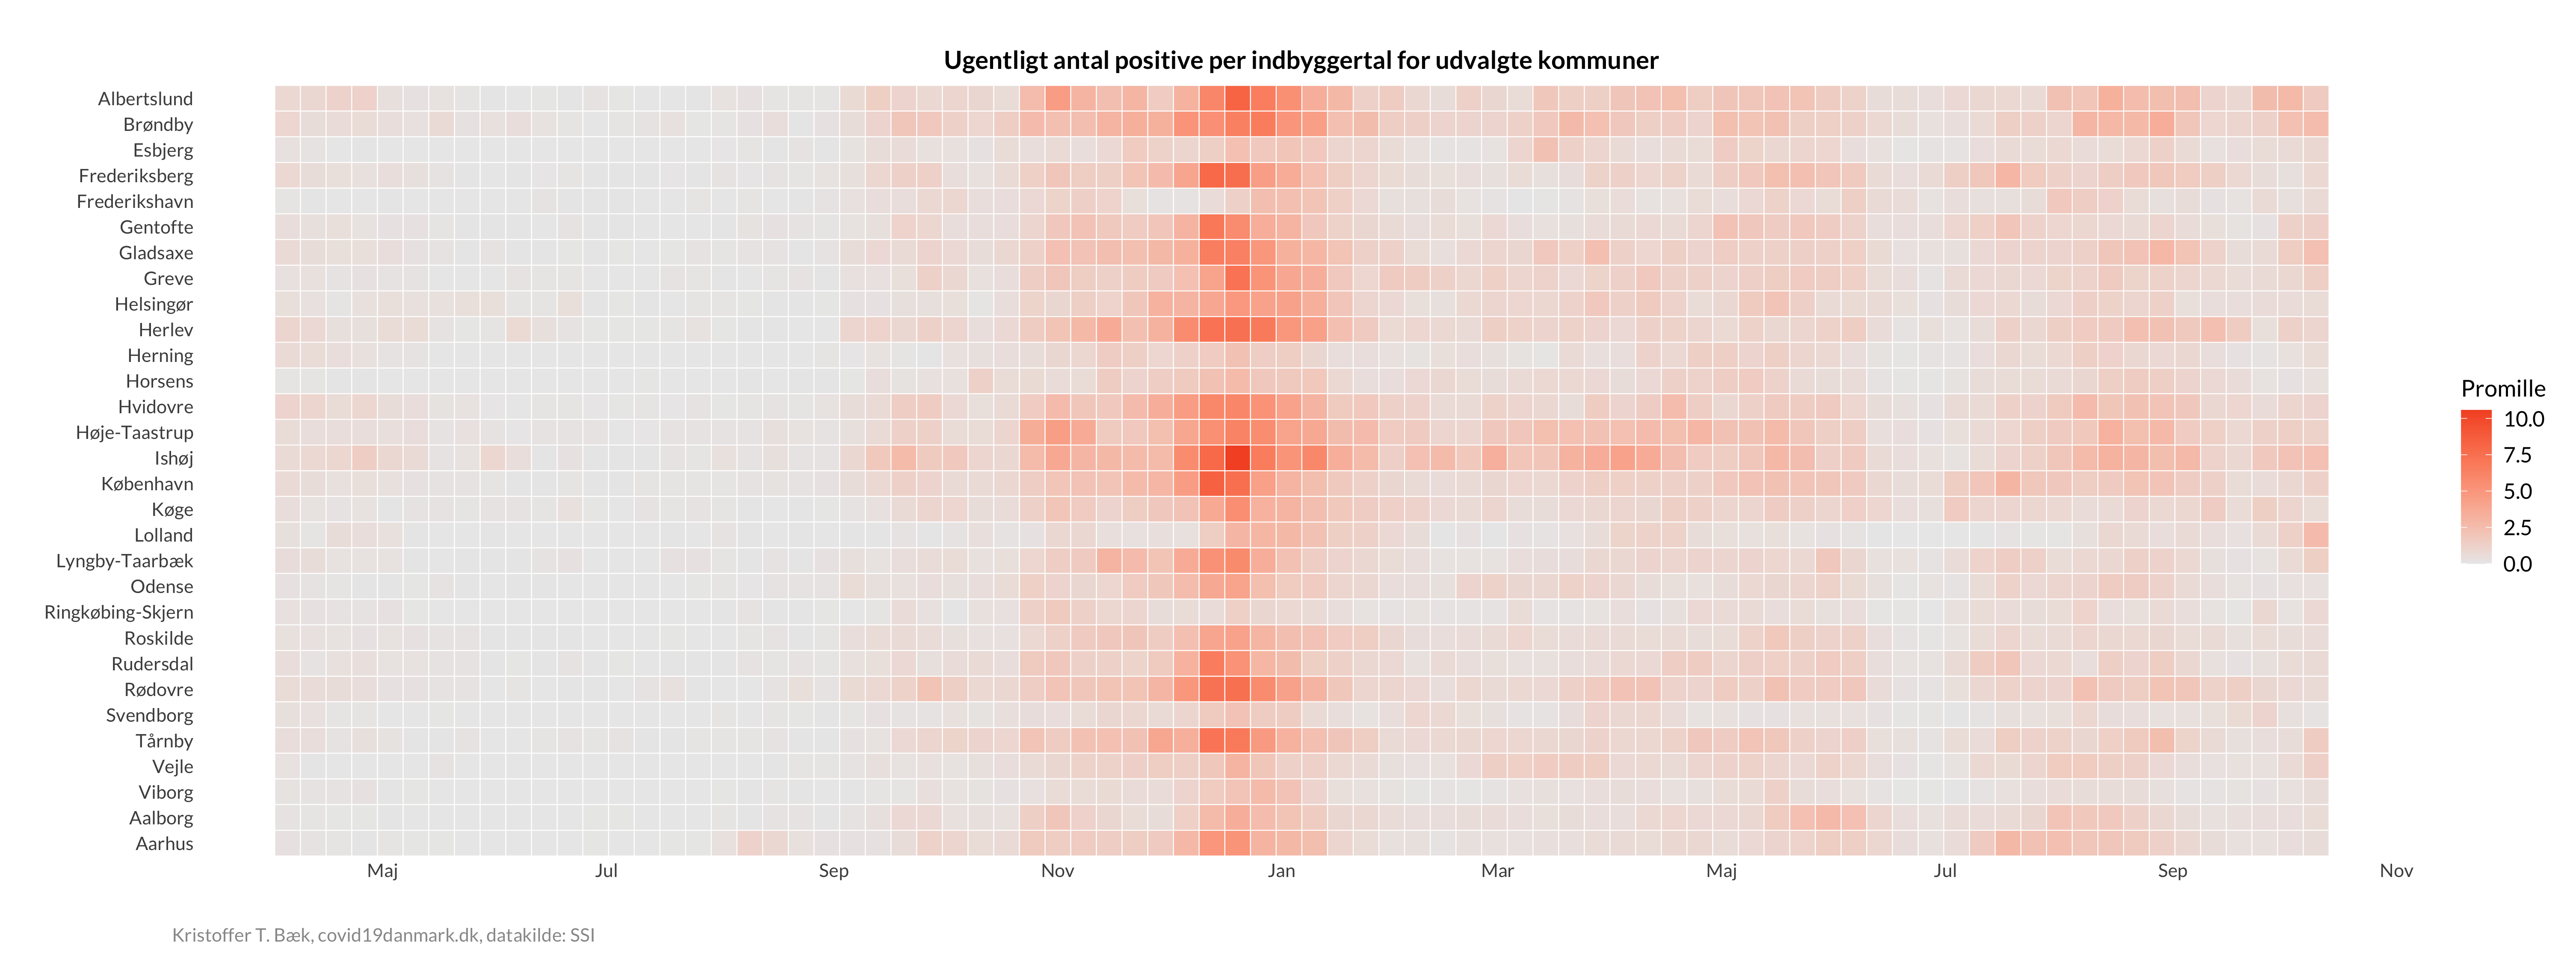 Ugentligt antal positive per indbyggertal for udvalgte kommuner
Albertslund
Brøndby
Esbjerg
Frederiksberg
Frederikshavn
Gentofte
Gladsaxe
Greve
Helsingør
Herlev
Herning
Horsens
Hvidovre
Høje-Taastrup
Ishøj
København
Køge
Lolland
Lyngby-Taarbæk
Odense
Ringkøbing-Skjern
Roskilde
Rudersdal
Rødovre
Svendborg
Tårnby
Vejle
Viborg
Aalborg
Aarhus
Maj Jul Sep Nov Jan Mar Maj Jul Sep Nov
Promille
10.0
7.5
5.0
2.5
0.0
Kristoffer T. Bæk, covid19danmark.dk, datakilde: SSI